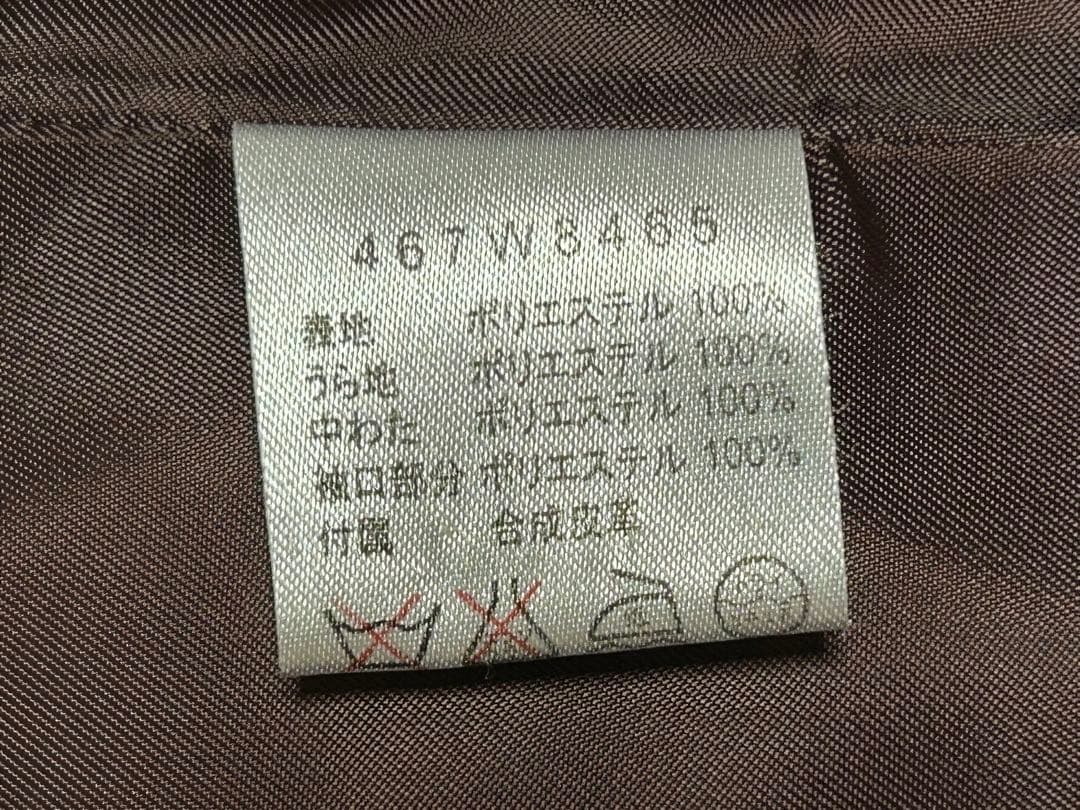 467W8465
表地 ポリエステル 100%
うら地 ポリエステル 100%
中わた ポリエステル 100%
袖口部分 ポリエステル 100%
付属 合成皮革